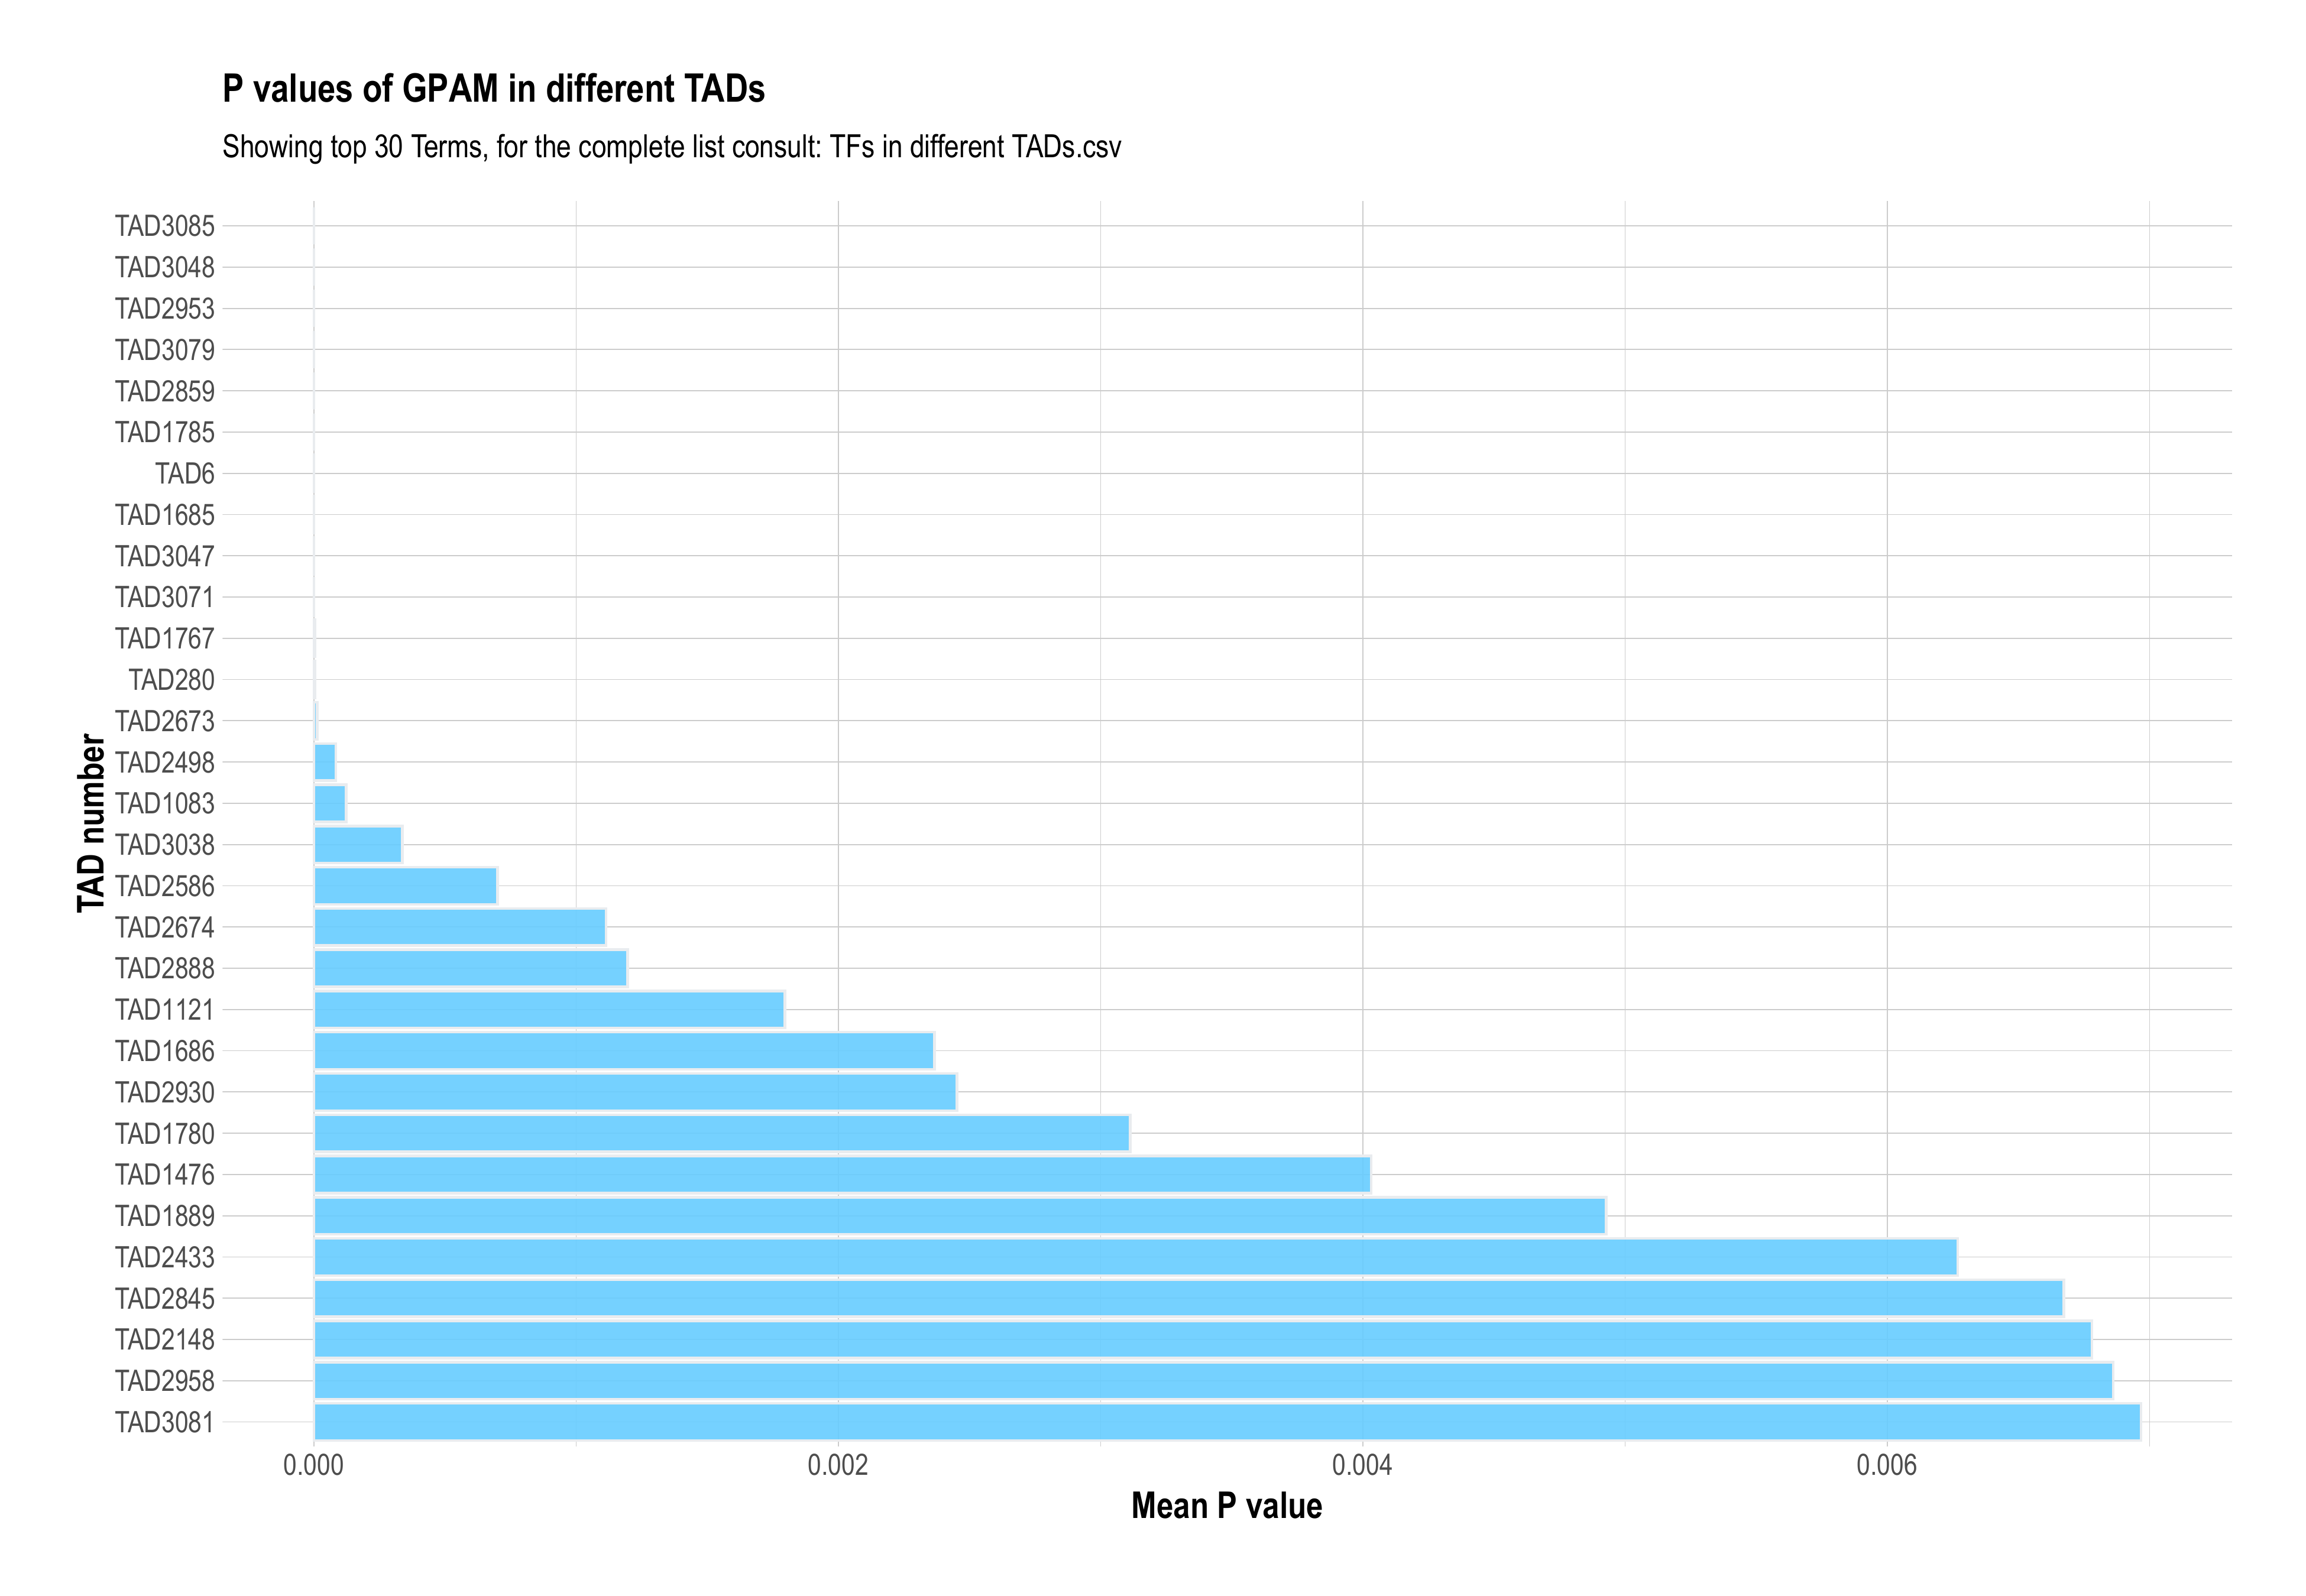 P values of GPAM in different TADs
Showing top 30 Terms, for the complete list consult: TFs in different TADs.csv
TAD number
TAD3085
TAD3048
TAD2953
TAD3079
TAD2859
TAD1785
TAD6
TAD1685
TAD3047
TAD3071
TAD1767
TAD280
TAD2673
TAD2498
TAD1083
TAD3038
TAD2586
TAD2674
TAD2888
TAD1121
TAD1686
TAD2930
TAD1780
TAD1476
TAD1889
TAD2433
TAD2845
TAD2148
TAD2958
TAD3081
0.000 0.002 0.004 0.006
Mean P value